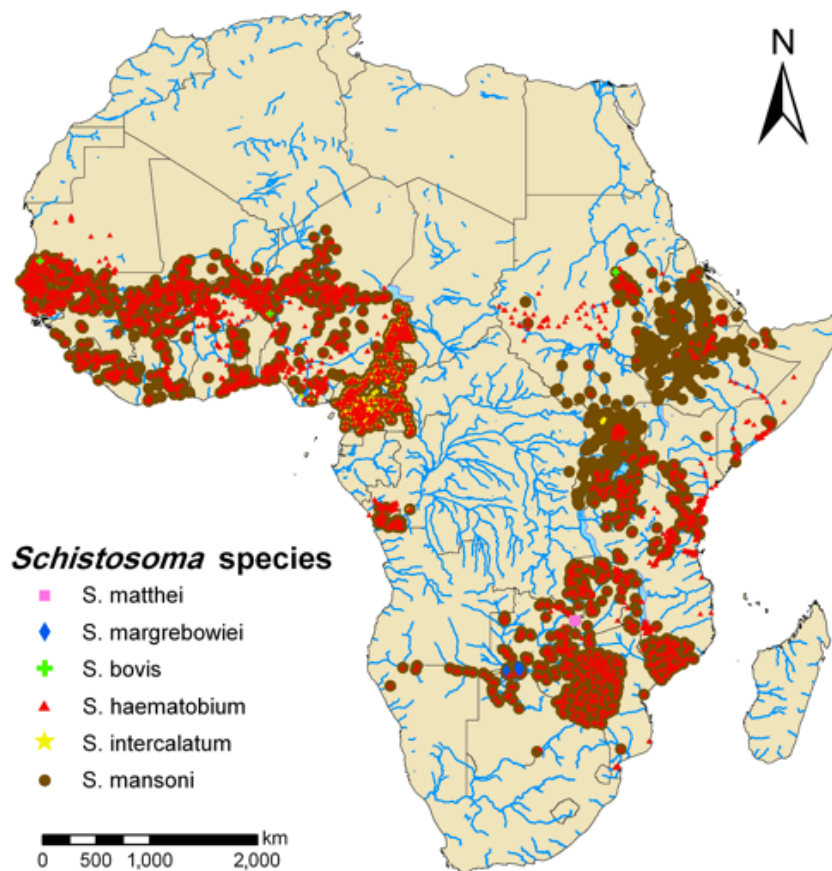 N
Schistosoma species
S. matthei
S. margrebowiei
S. bovis
S. haematobium
S. intercalatum
S. mansoni
km
0 500 1,000 2,000